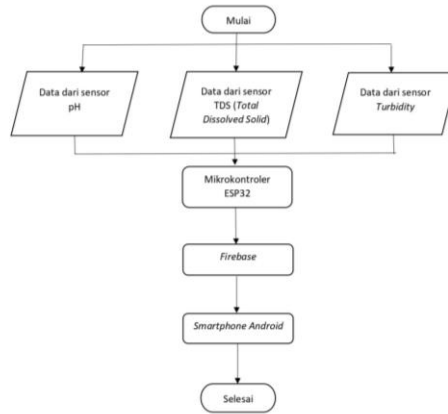 Mulai
Data dari sensor
pH
Data dari sensor
TDS (Total
Dissolved Solid)
Data dari sensor
Turbidity
Mikrokontroler
ESP32
Firebase
Smartphone Android
Selesai